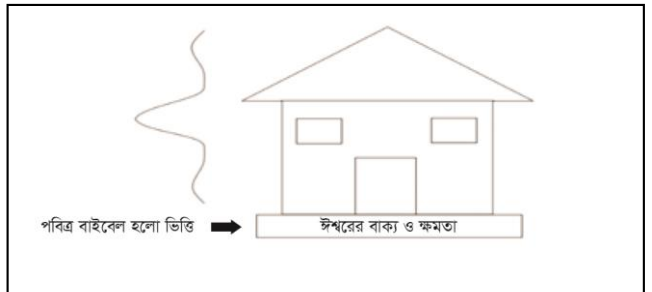 পবিত্র বাইবেল হলো ভিত্তি
ঈশ্বরের বাক্য ও ক্ষমতা